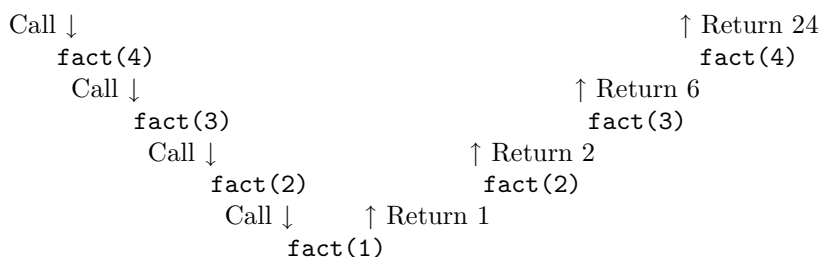 Call ↓ ↑ Return 24
fact(4) fact(4)
Call ↓ ↑ Return 6
fact(3) fact(3)
Call ↓ ↑ Return 2
fact(2) fact(2)
Call ↓ ↑ Return 1
fact(1)